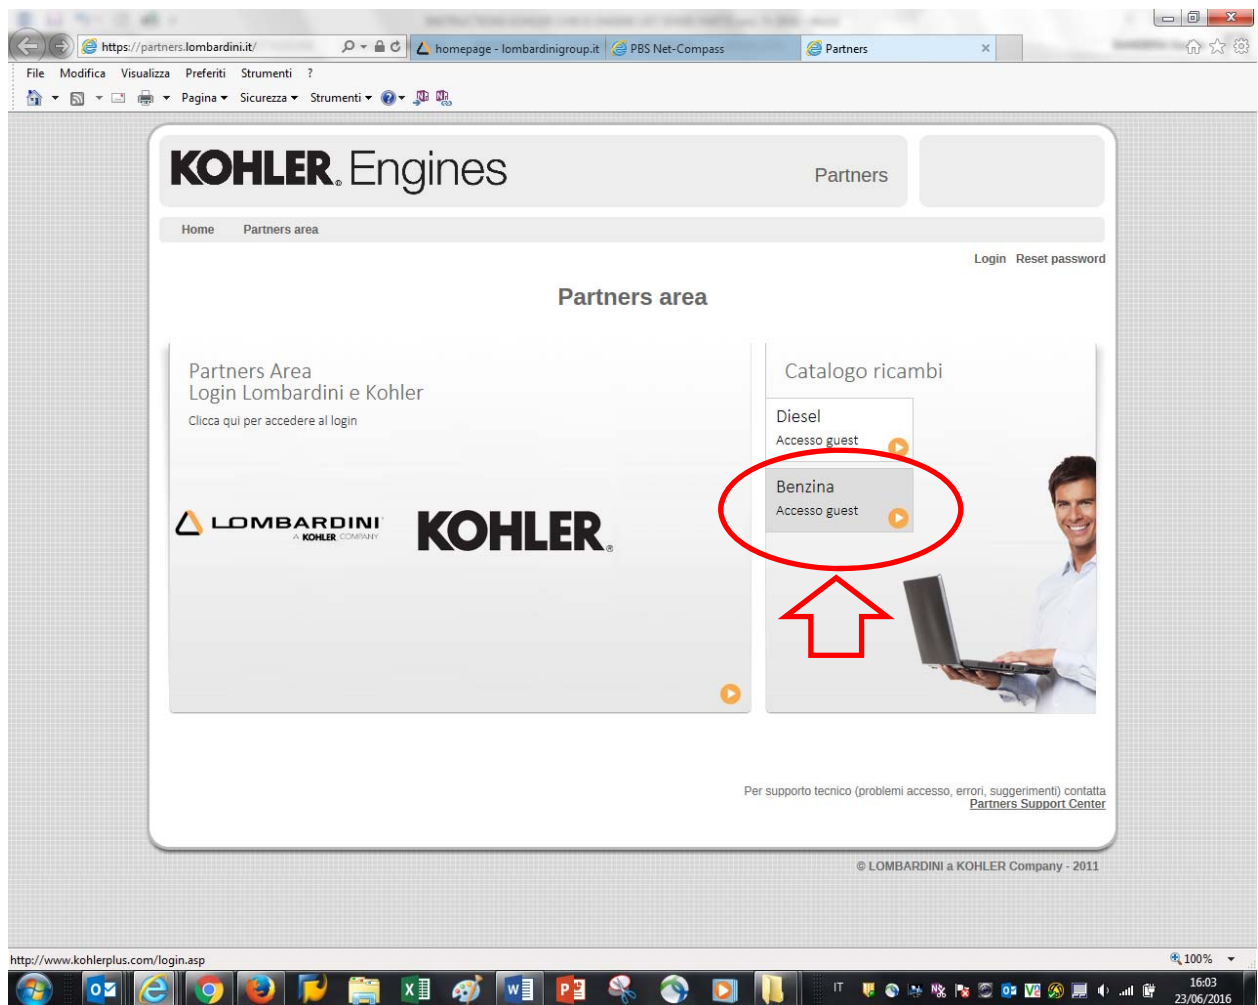 https://partners.lombardini.it/
homepage - lombardinigroup.it
PBS Net-Compass
Partners
File Modifica Visualizza Preferiti Strumenti ?
Pagina Sicurezza Strumenti
KOHLER. Engines
Partners
Home Partners area
Login Reset password
Partners area
Partners Area
Login Lombardini e Kohler
Clicca qui per accedere al login
LOMBARDINI
A KOHLER COMPANY
KOHLER.
Catalogo ricambi
Diesel
Accesso guest
Benzina
Accesso guest
Per supporto tecnico (problemi accesso, errori, suggerimenti) contatta
Partners Support Center
© LOMBARDINI a KOHLER Company - 2011
http://www.kohlerplus.com/login.asp
100%
IT
16:03
23/06/2016